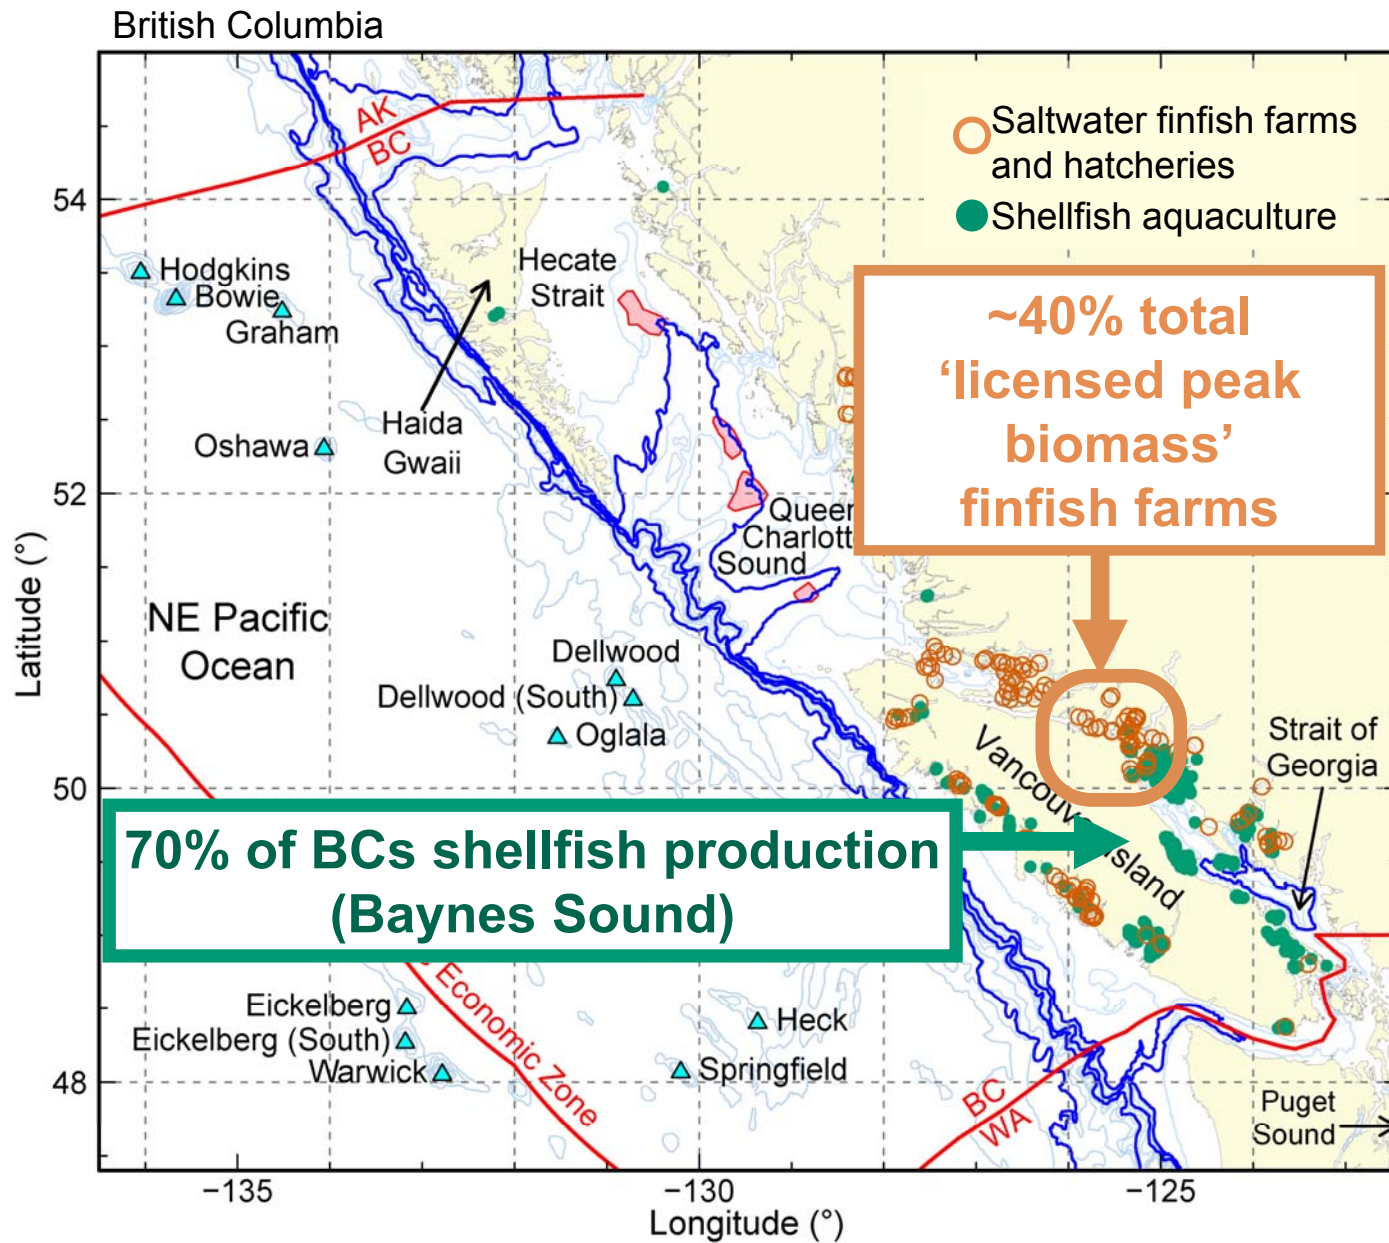 British Columbia
AK
BC
Saltwater finfish farms
and hatcheries
Shellfish aquaculture
54
Hodgkins
Bowie
Graham
Hecate
Strait
~40% total
‘licensed peak
biomass’
finfish farms
Oshawa
Haida
Gwaii
52
Queen
Charlott
Sound
Latitude (°)
NE Pacific
Ocean
Dellwood
Dellwood (South)
Oglala
Vancouver Island
Strait of
Georgia
50
70% of BCs shellfish production
(Baynes Sound)
Economic Zone
Eickelberg
Eickelberg (South)
Warwick
Heck
Springfield
48
BC
WA
Puget
Sound
−135
−130
−125
Longitude (°)